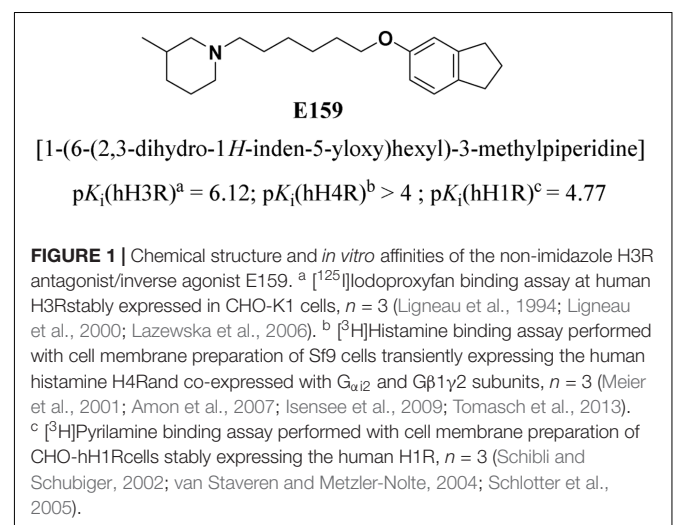 N
O
E159
[1-(6-(2,3-dihydro-1H-inden-5-yloxy)hexyl)-3-methylpiperidine]
pKi(hH3R)a = 6.12; pKi(hH4R)b > 4 ; pKi(hH1R)c = 4.77
FIGURE 1 | Chemical structure and in vitro affinities of the non-imidazole H3R
antagonist/inverse agonist E159. a [125I]Iodoproxyfan binding assay at human
H3Rstably expressed in CHO-K1 cells, n = 3 (Ligneau et al., 1994; Ligneau
et al., 2000; Lazewska et al., 2006). b [3H]Histamine binding assay performed
with cell membrane preparation of Sf9 cells transiently expressing the human
histamine H4Rand co-expressed with Gαi2 and Gβ1γ2 subunits, n = 3 (Meier
et al., 2001; Amon et al., 2007; Isensee et al., 2009; Tomasch et al., 2013).
c [3H]Pyrilamine binding assay performed with cell membrane preparation of
CHO-hH1Rcells stably expressing the human H1R, n = 3 (Schibli and
Schubiger, 2002; van Staveren and Metzler-Nolte, 2004; Schlotter et al.,
2005).